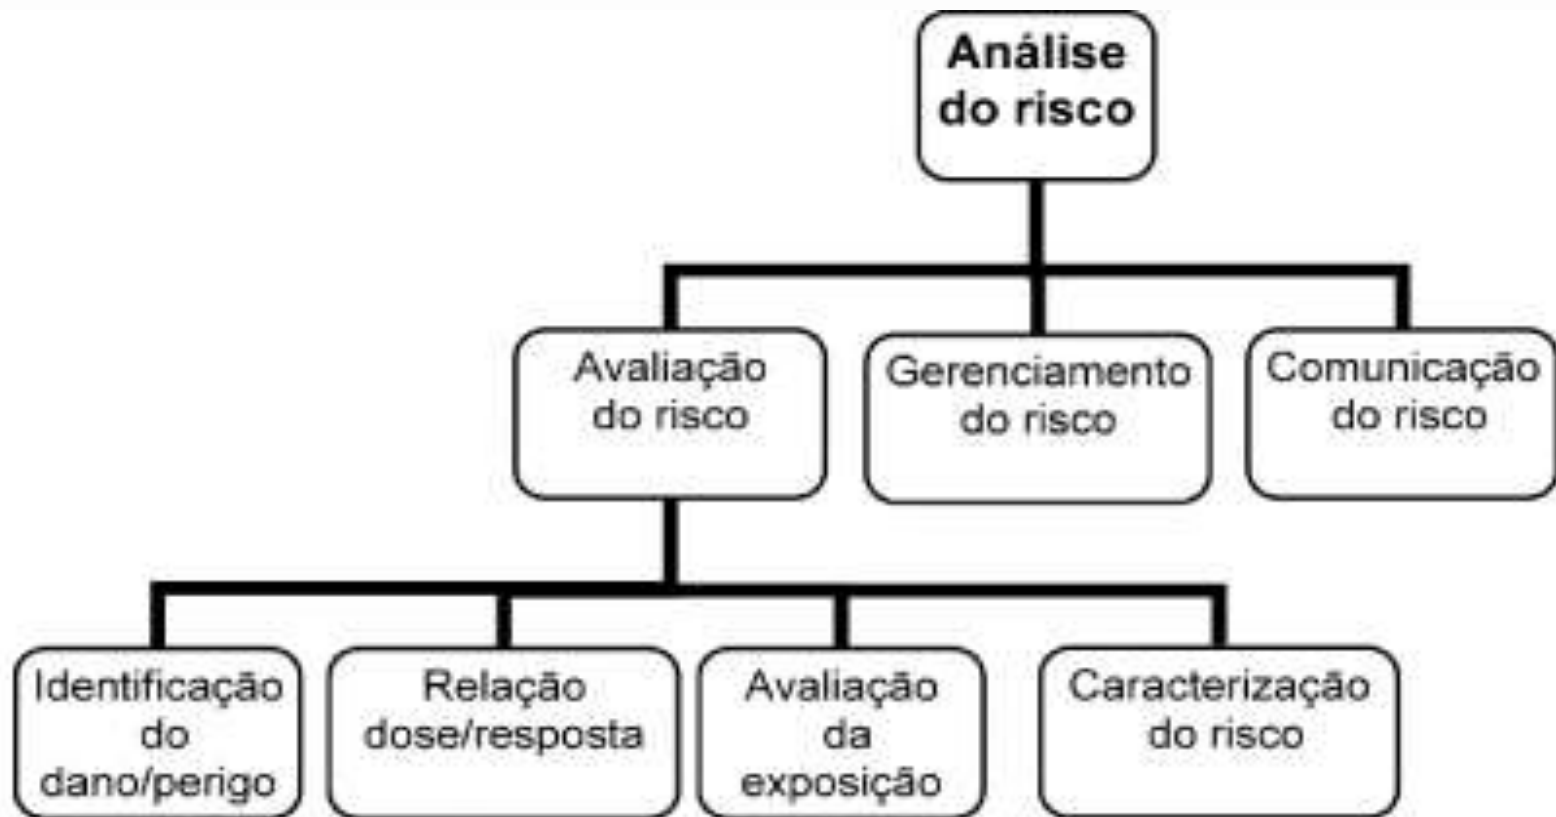 Análise
do risco
Avaliação
do risco
Gerenciamento
do risco
Comunicação
do risco
Identificação
do
dano/perigo
Relação
dose/resposta
Avaliação
da
exposição
Caracterização
do risco